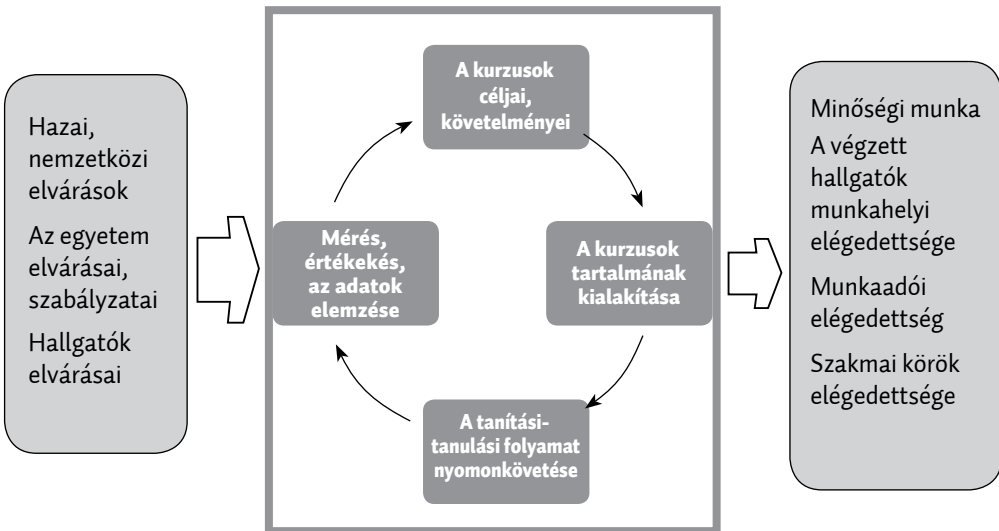 Hazai,
nemzetközi
elvárások
Az egyetem
elvárásai,
szabályzatai
Hallgatók
elvárásai
A kurzusok
céljai,
követelményei
Mérés,
értékekés,
az adatok
elemzése
A kurzusok
tartalmának
kialakítása
A tanítási-
tanulási folyamat
nyomonkövetése
Minőségi munka
A végzett
hallgatók
munkahelyi
elégedettsége
Munkaadói
elégedettség
Szakmai körök
elégedettsége